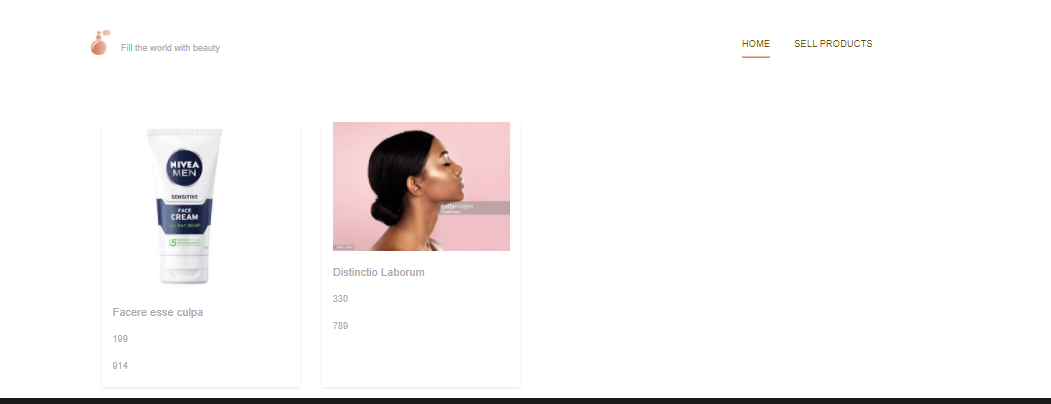 Fill the world with beauty
HOME
SELL PRODUCTS
NIVEA
MEN
SENSITIVE
FACE
CREAM
5
gettyimages
Facere esse culpa
199
914
Distinctio Laborum
330
789